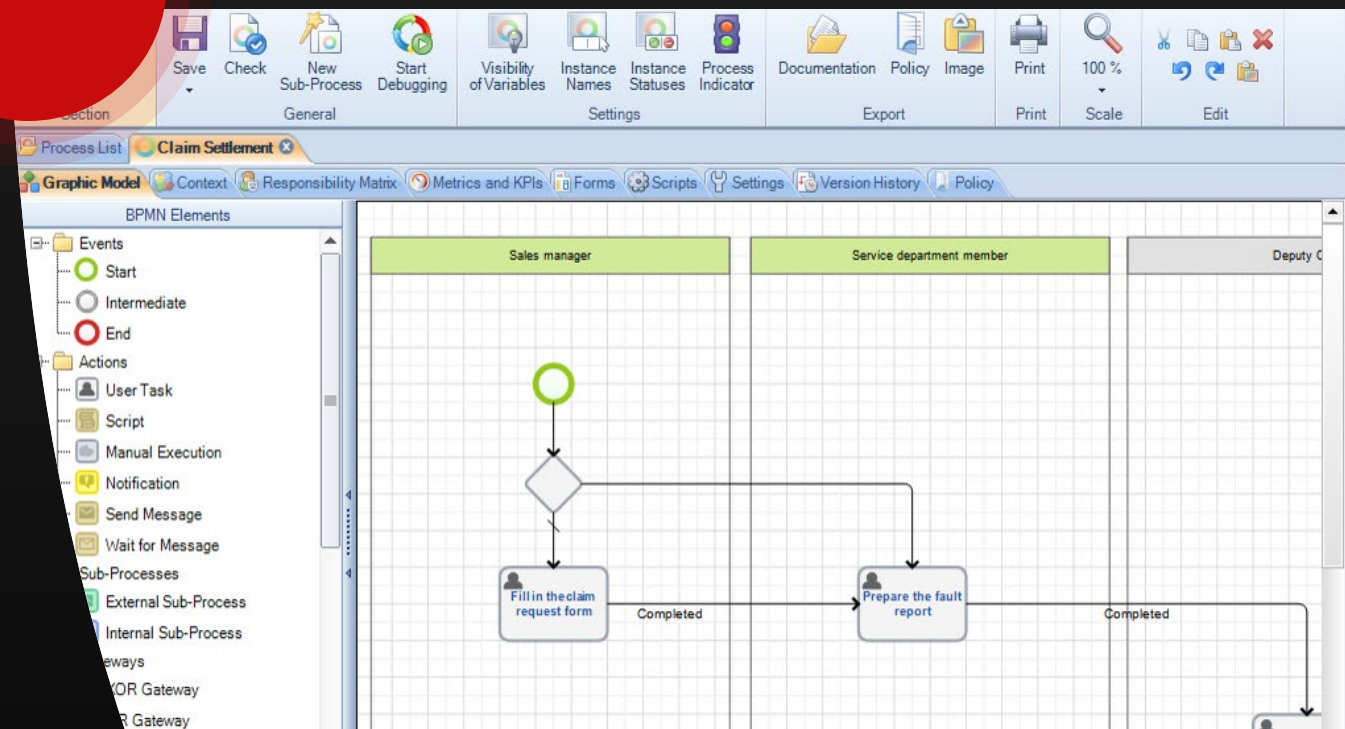 Save
Check
New
Sub-Process
Start
Debugging
Visibility
of Variables
Instance
Names
Instance
Statuses
Process
Indicator
Documentation
Policy
Image
Print
100 %
General
Settings
Export
Print
Scale
Edit
Process List
Claim Settlement
Graphic Model
Context
Responsibility Matrix
Metrics and KPIs
Forms
Scripts
Settings
Version History
Policy
BPMN Elements
Events
Start
Intermediate
End
Actions
User Task
Script
Manual Execution
Notification
Send Message
Wait for Message
Sub-Processes
External Sub-Process
Internal Sub-Process
Gateway
Gateway
Sales manager
Service department member
Deputy
Fill in the claim
request form
Completed
Prepare the fault
report
Completed